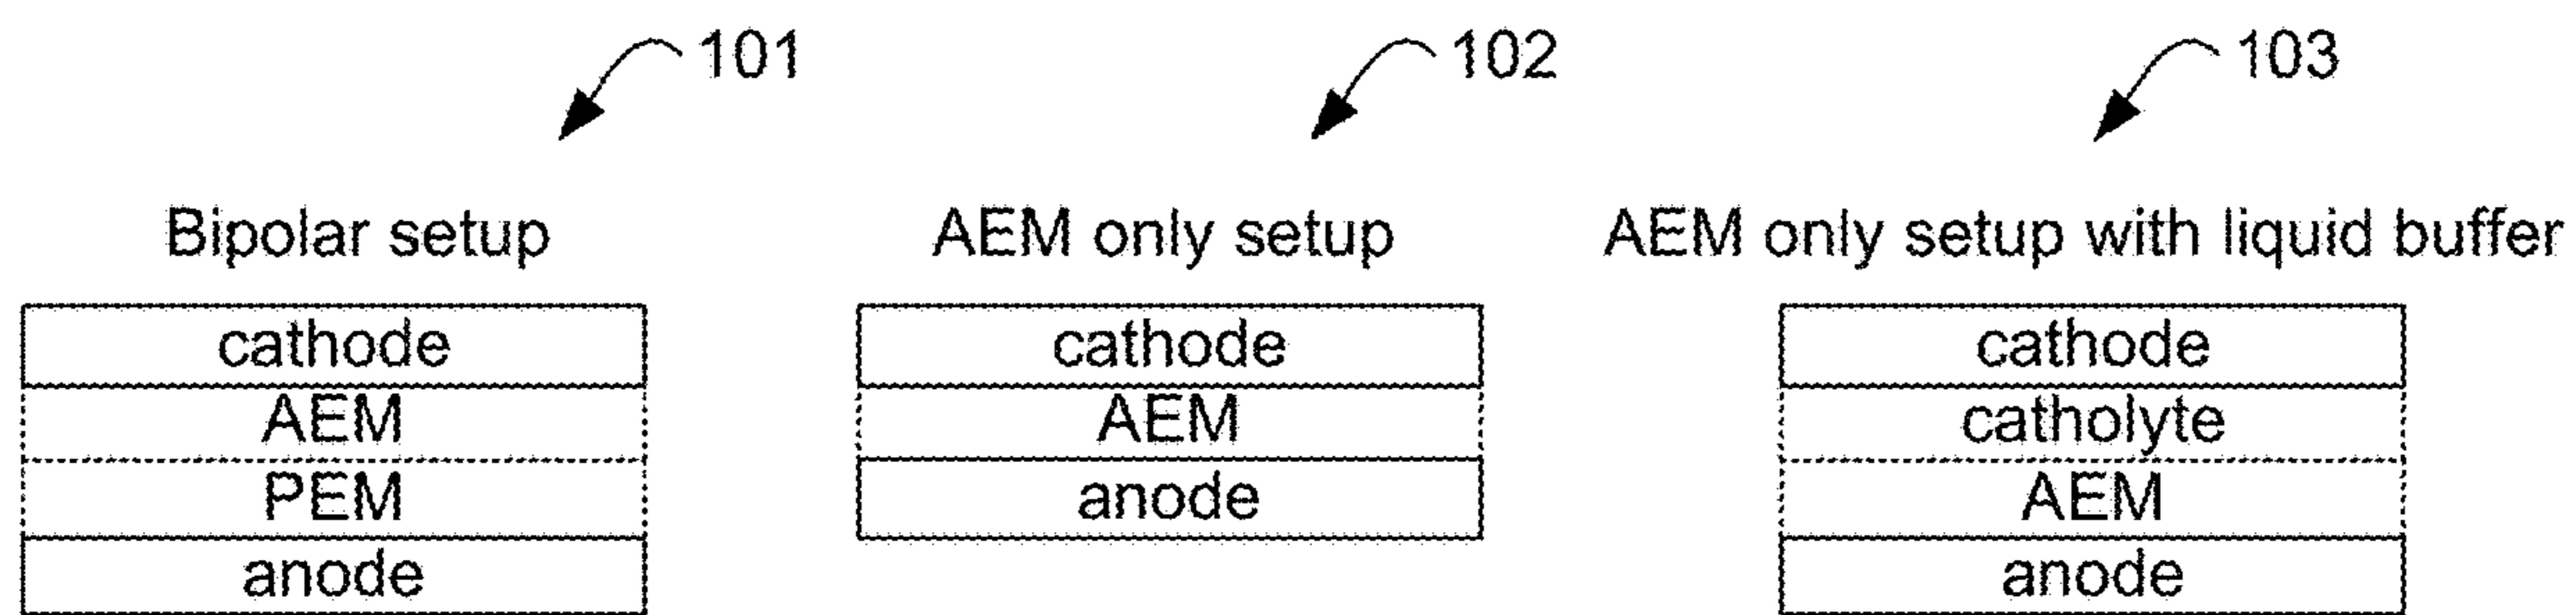 101
102
103
Bipolar setup
AEM only setup
AEM only setup with liquid buffer
cathode
AEM
PEM
anode
cathode
AEM
anode
cathode
catholyte
AEM
anode